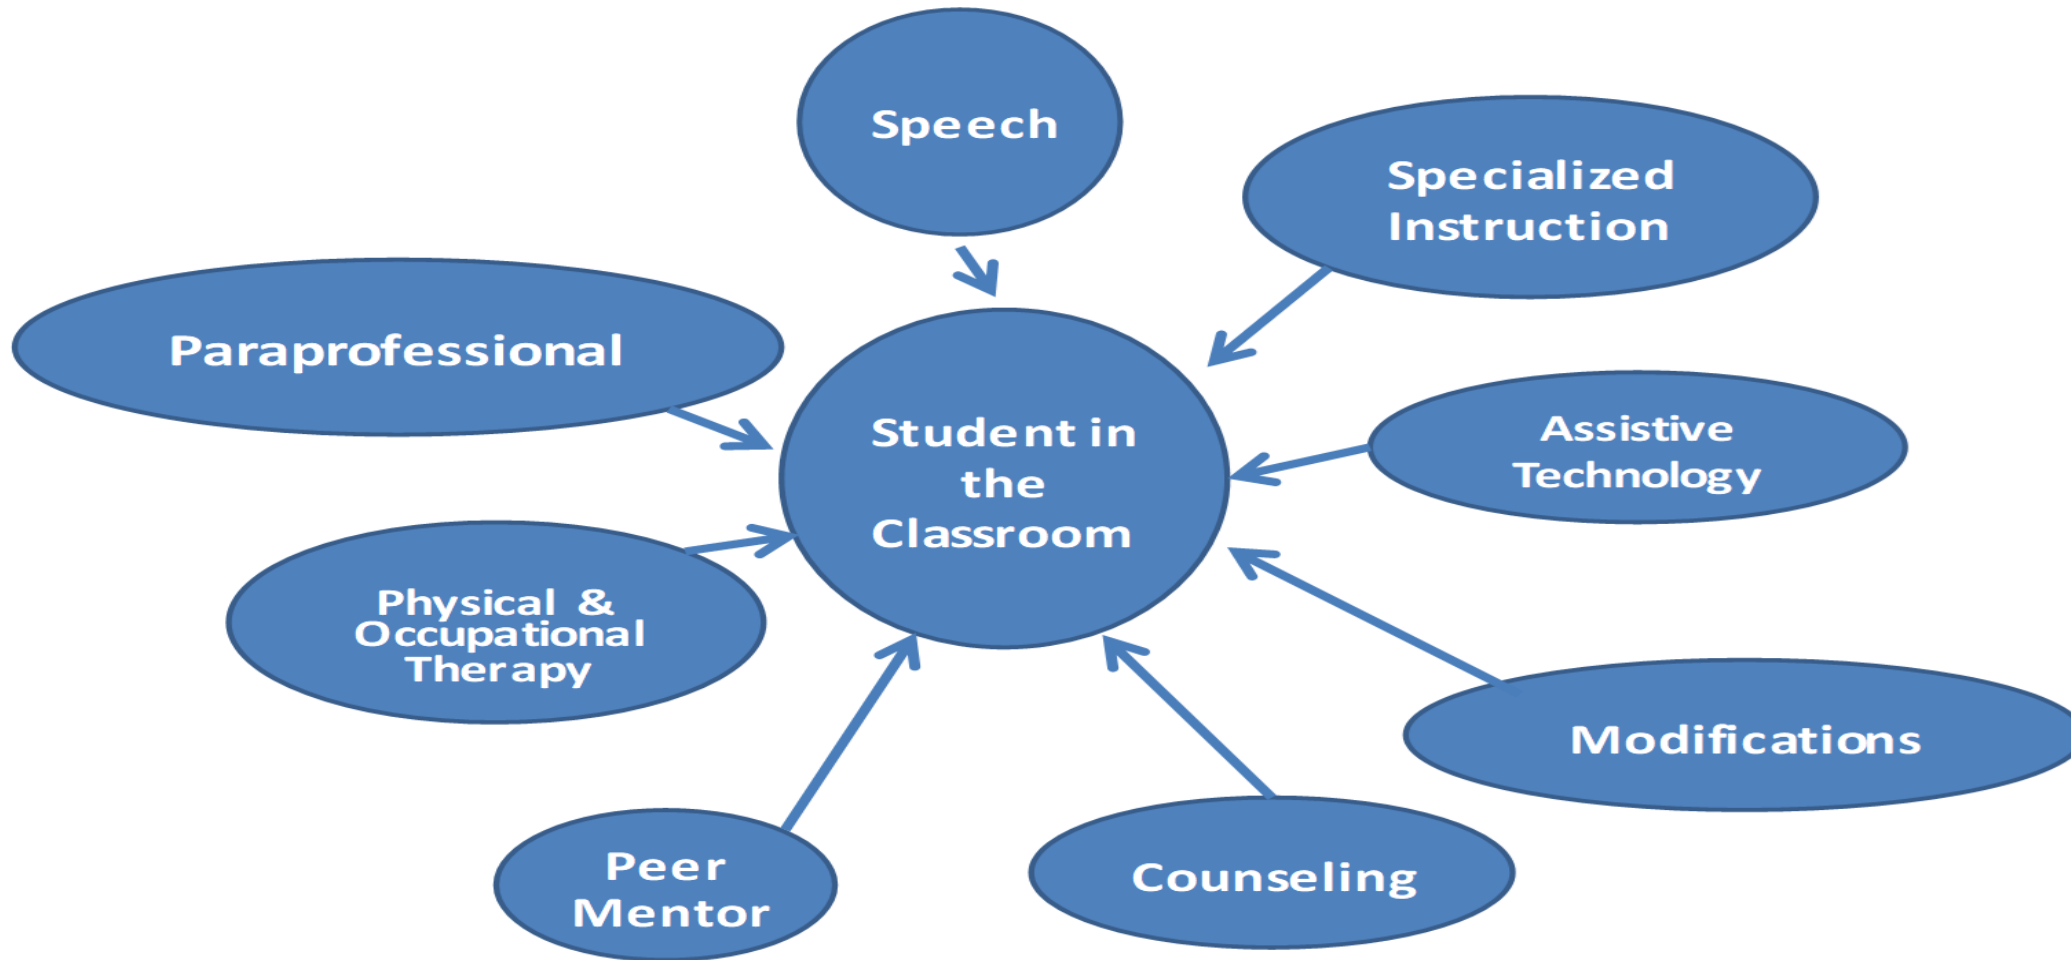 Speech
Specialized
Instruction
Paraprofessional
Student in
the
Classroom
Assistive
Technology
Physical & 
Occupational
Therapy
Modifications
Peer
Mentor
Counseling